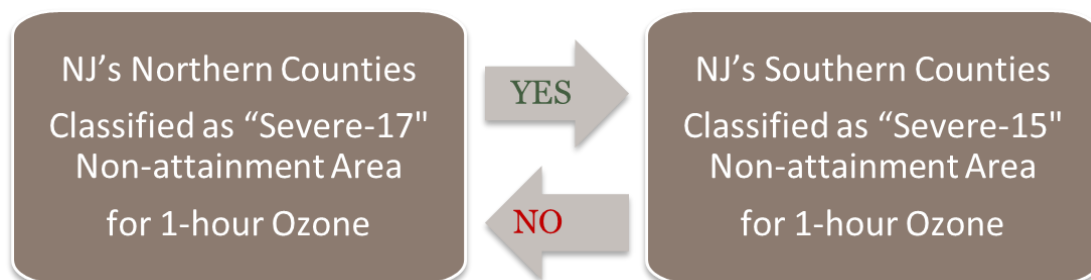 NJ’s Northern Counties
Classified as “Severe-17"
Non-attainment Area
for 1-hour Ozone
YES
NO
NJ’s Southern Counties
Classified as “Severe-15"
Non-attainment Area
for 1-hour Ozone